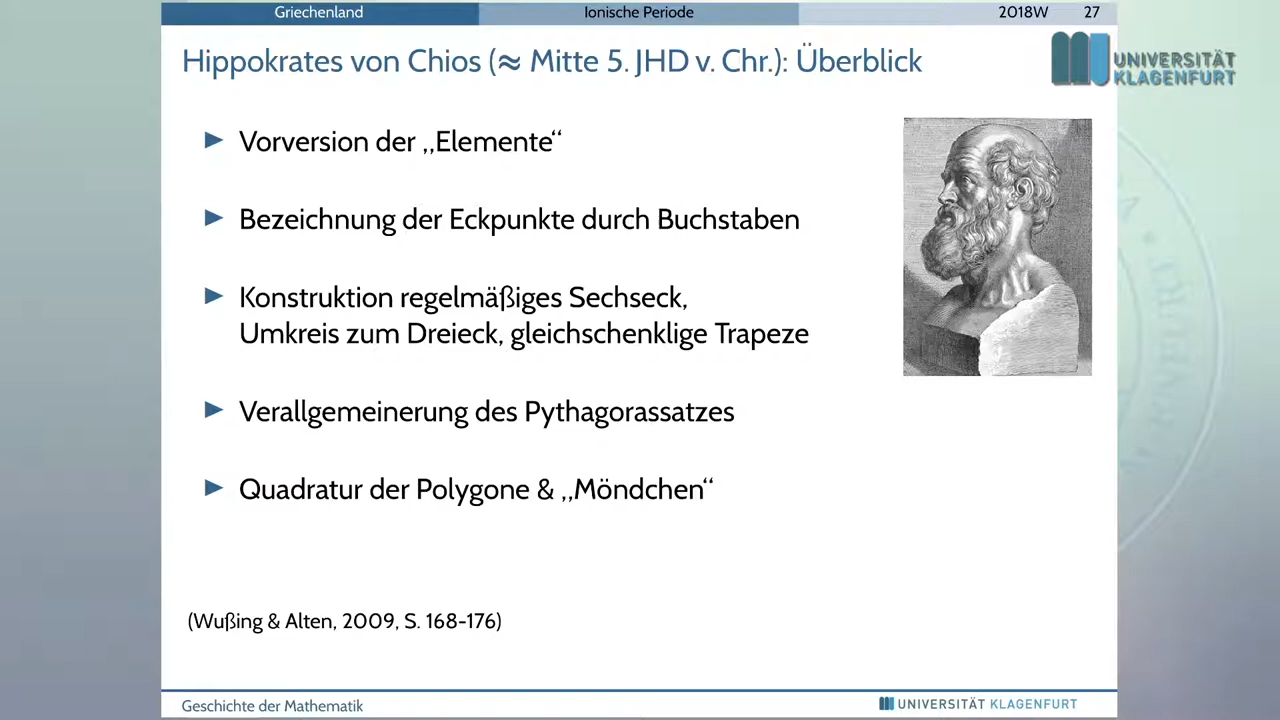 Griechenland Ionische Periode 2018W 27
Hippokrates von Chios (≈ Mitte 5. JHD v. Chr.): Überblick
UNIVERSITÄT
KLAGENFURT
► Vorversion der „Elemente“
► Bezeichnung der Eckpunkte durch Buchstaben
► Konstruktion regelmäßiges Sechseck,
Umkreis zum Dreieck, gleichschenklige Trapeze
► Verallgemeinerung des Pythagorassatzes
► Quadratur der Polygone & „Möndchen“
(Wußing & Alten, 2009, S. 168-176)
Geschichte der Mathematik UNIVERSITÄT KLAGENFURT